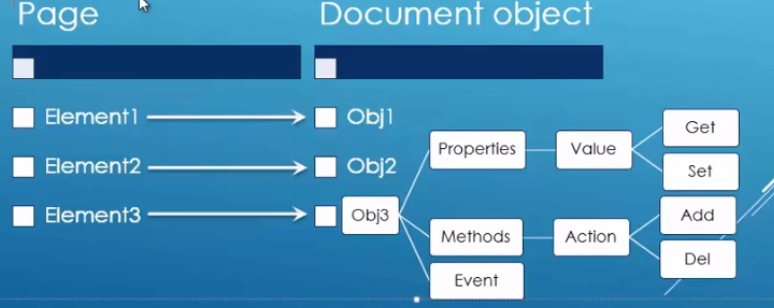 Page
Document object
Element1
Obj1
Element2
Obj2
Element3
Obj3
Properties
Value
Get
Set
Methods
Action
Add
Del
Event